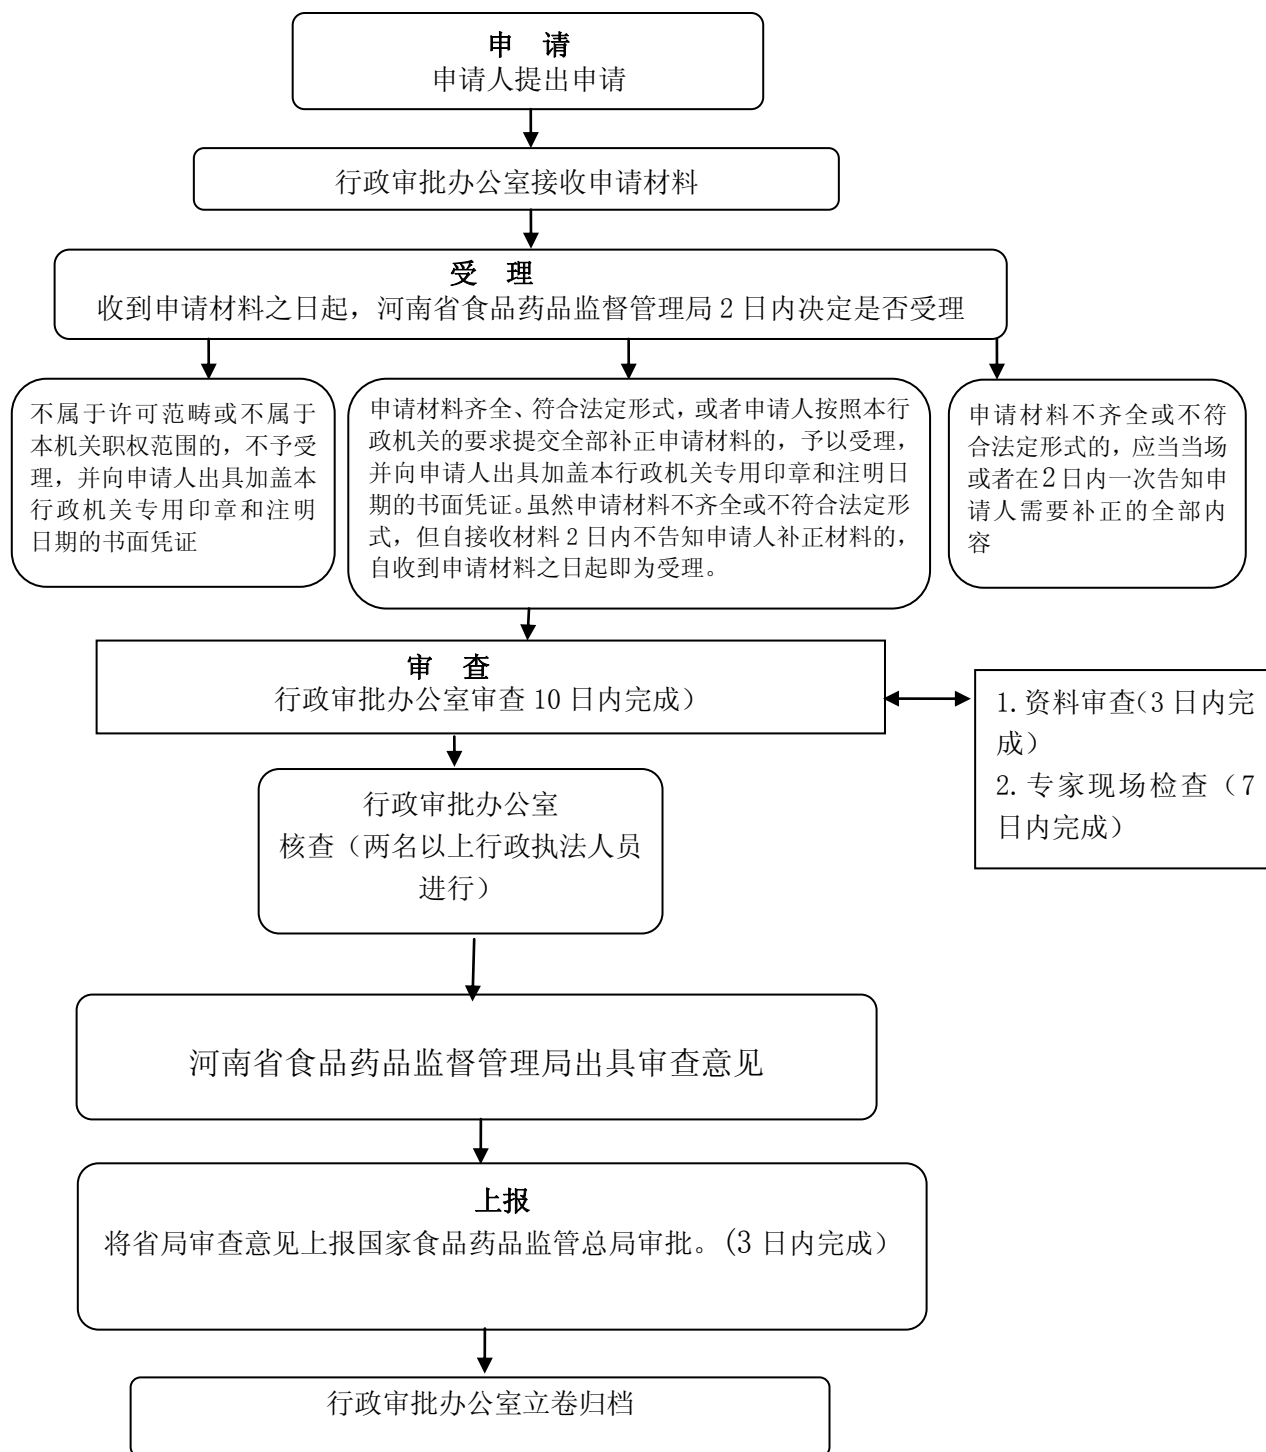 申 请
申请人提出申请
行政审批办公室接收申请材料
受 理
收到申请材料之日起，河南省食品药品监督管理局 2 日内决定是否受理
不属于许可范畴或不属于
本机关职权范围的，不予受
理，并向申请人出具加盖本
行政机关专用印章和注明
日期的书面凭证
申请材料齐全、符合法定形式，或者申请人按照本行
政机关的要求提交全部补正申请材料的，予以受理，
并向申请人出具加盖本行政机关专用印章和注明日
期的书面凭证。虽然申请材料不齐全或不符合法定形
式，但自接收材料 2 日内不告知申请人补正材料的，
自收到申请材料之日起即为受理。
申请材料不齐全或不符
合法定形式的，应当当场
或者在 2 日内一次告知申
请人需要补正的全部内
容
审 查
行政审批办公室审查 10 日内完成）
1. 资料审查（3 日内完
成）
2. 专家现场检查（7
日内完成）
行政审批办公室
核查（两名以上行政执法人员
进行）
河南省食品药品监督管理局出具审查意见
上报
将省局审查意见上报国家食品药品监管总局审批。（3 日内完成）
行政审批办公室立卷归档